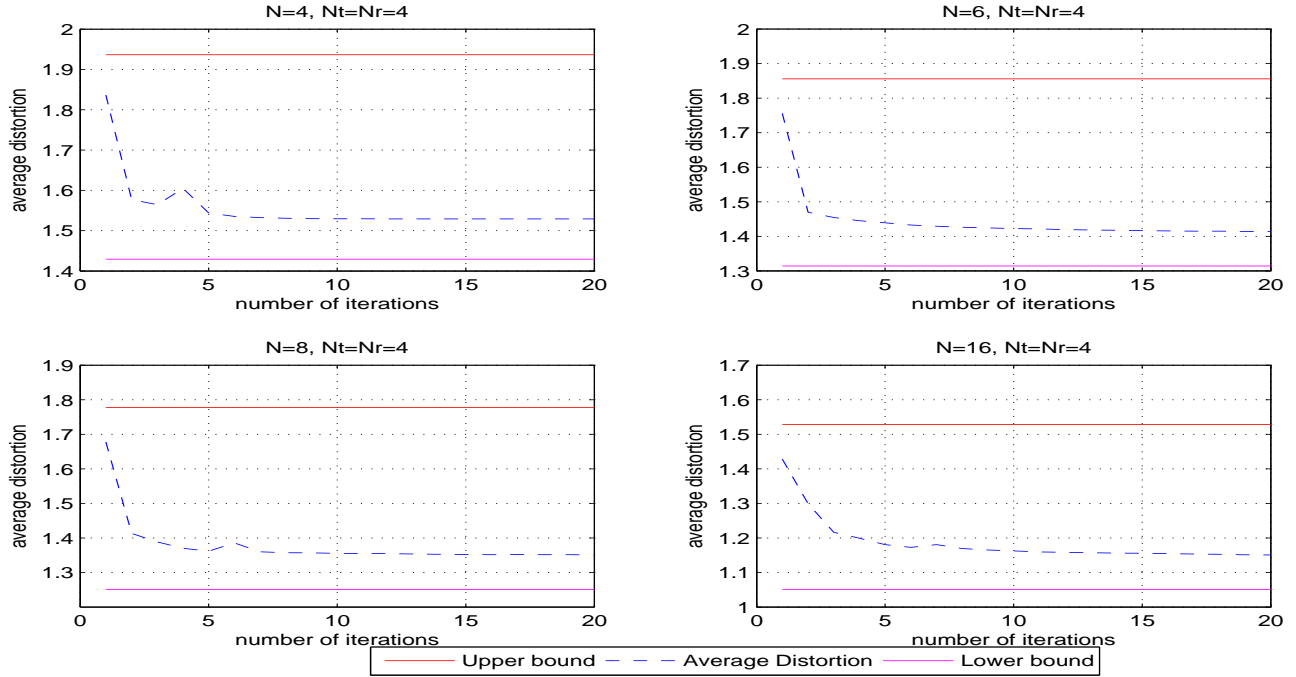 N=4, Nt=Nr=4
2
1.9
1.8
1.7
1.6
1.5
1.4
average distortion
0 5 10 15 20
number of iterations
N=6, Nt=Nr=4
2
1.9
1.8
1.7
1.6
1.5
1.4
1.3
average distortion
0 5 10 15 20
number of iterations
N=8, Nt=Nr=4
1.9
1.8
1.7
1.6
1.5
1.4
1.3
average distortion
0 5 10 15 20
number of iterations
N=16, Nt=Nr=4
1.7
1.6
1.5
1.4
1.3
1.2
1.1
1
average distortion
0 5 10 15 20
number of iterations
Upper bound Average Distortion Lower bound